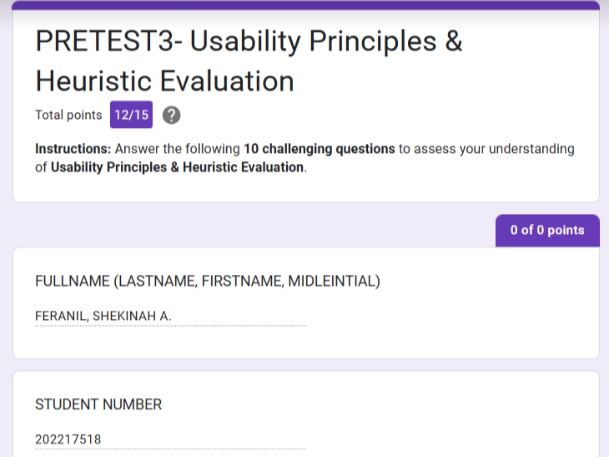 PRETEST3- Usability Principles &
Heuristic Evaluation
Total points 12/15 ?
Instructions: Answer the following 10 challenging questions to assess your understanding
of Usability Principles & Heuristic Evaluation.
0 of 0 points
FULLNAME (LASTNAME, FIRSTNAME, MIDLEINTIAL)
FERANIL, SHEKINAH A.
STUDENT NUMBER
202217518